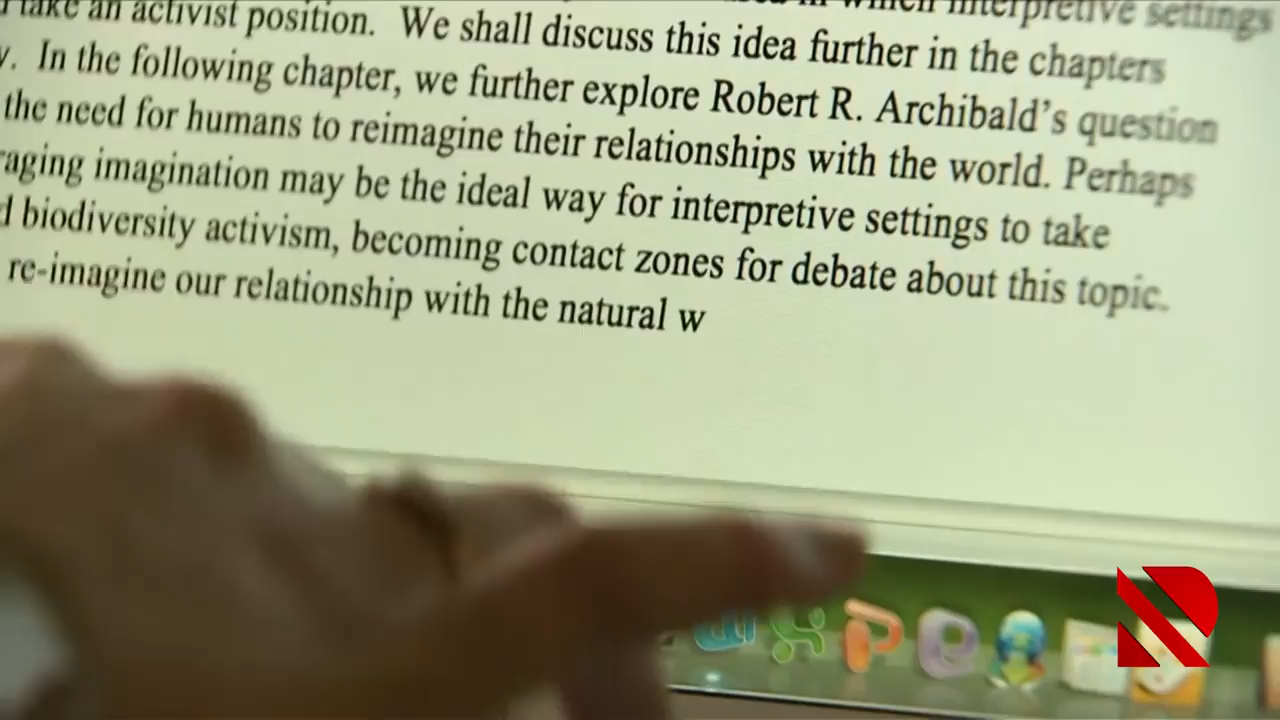 take an activist position. We shall discuss this idea further in the chapters
In the following chapter, we further explore Robert R. Archibald's question
the need for humans to reimagine their relationships with the world. Perhaps
raging imagination may be the ideal way for interpretive settings to take
d biodiversity activism, becoming contact zones for debate about this topic.
re-imagine our relationship with the natural w